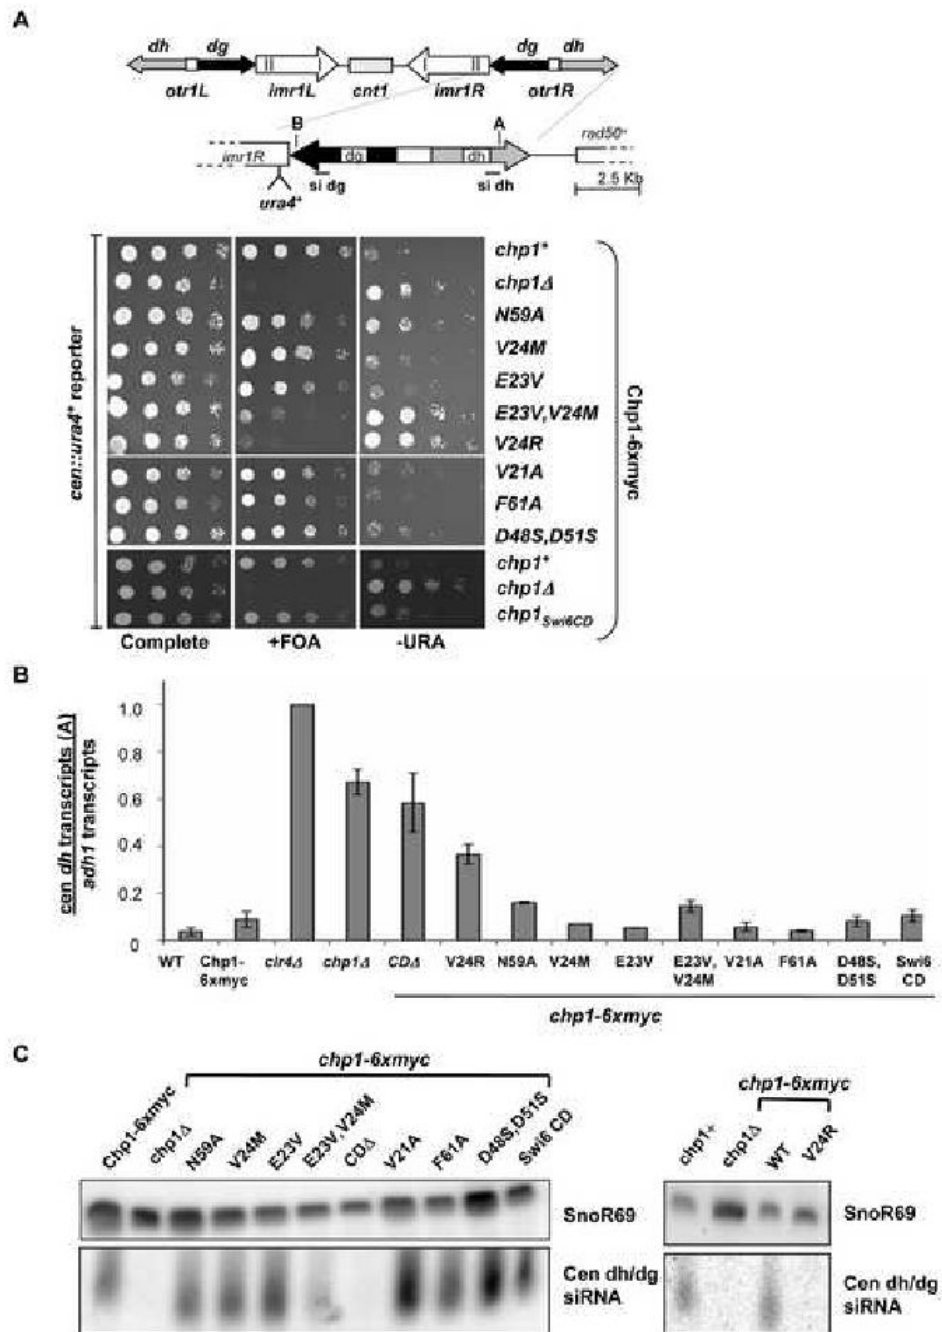 A
dh dg dg dh
otr1L imr1L cnt1 imr1R otr1R
B A
imr1R dg dh rad50+
si dg si dh 2.5 Kb
ura4+
cen::ura4+ reporter
chp1+
chp1Δ
N59A
V24M
E23V
E23V,V24M
V24R
V21A
F61A
D48S,D51S
chp1+
chp1Δ
chp1Swi6CD
Chp1-6xmyc
Complete +FOA -URA
B
cen dh transcripts (A)
adh1 transcripts
1.0
0.8
0.6
0.4
0.2
0
WT Chp1-6xmyc clr4Δ chp1Δ CDΔ V24R N59A V24M E23V E23V, V24M V21A F61A D48S, D51S Swi6 CD
chp1-6xmyc
C
chp1-6xmyc
Chp1-6xmyc chp1Δ N59A V24M E23V E23V,V24M CDΔ V21A F61A D48S,D51S Swi6 CD
SnoR69
Cen dh/dg
siRNA
chp1-6xmyc
chp1+ chp1Δ WT V24R
SnoR69
Cen dh/dg
siRNA